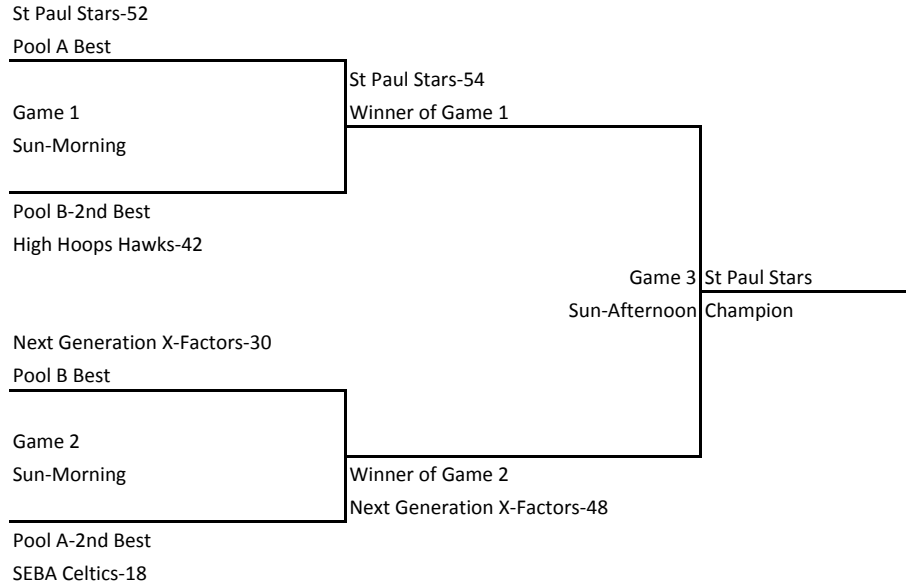 St Paul Stars-52
Pool A Best
St Paul Stars-54
Game 1
Winner of Game 1
Sun-Morning
Pool B-2nd Best
High Hoops Hawks-42
Game 3
St Paul Stars
Sun-Afternoon
Champion
Next Generation X-Factors-30
Pool B Best
Game 2
Sun-Morning
Winner of Game 2
Next Generation X-Factors-48
Pool A-2nd Best
SEBA Celtics-18